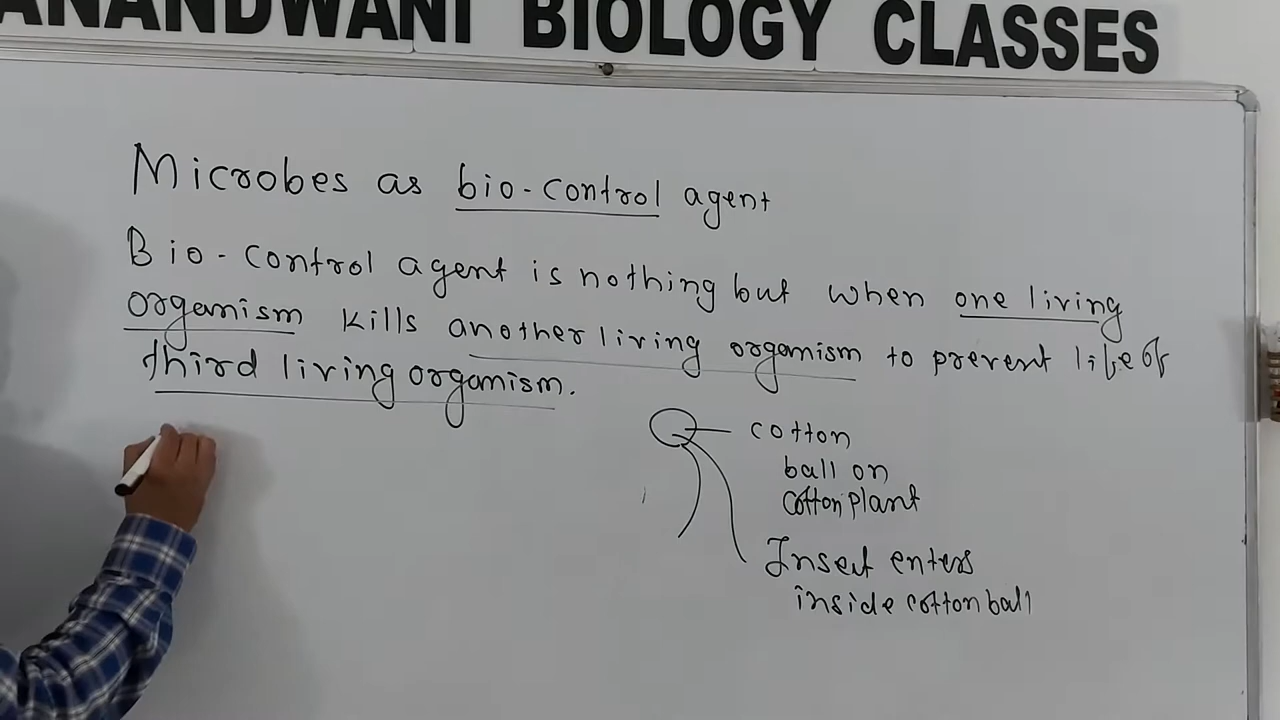 ANANDWANI BIOLOGY CLASSES
Microbes as bio-control agent
Bio-control agent is nothing but when one living
organism kills another living organism to prevent life of
third living organism.
cotton
ball on
cotton plant
Insect enters
inside cotton ball